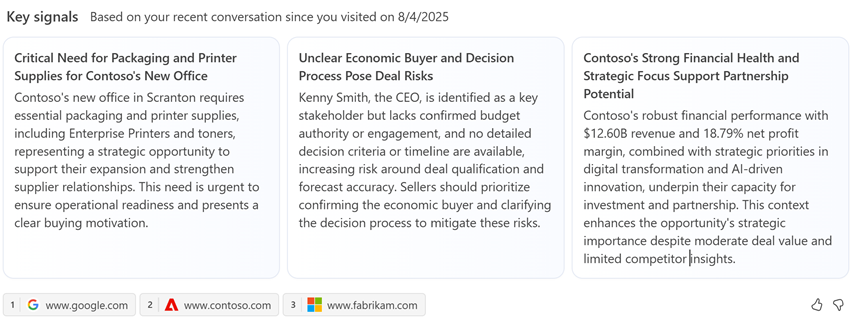 Key signals Based on your recent conversation since you visited on 8/4/2025
Critical Need for Packaging and Printer
Supplies for Contoso's New Office
Contoso's new office in Scranton requires
essential packaging and printer supplies,
including Enterprise Printers and toners,
representing a strategic opportunity to
support their expansion and strengthen
supplier relationships. This need is urgent to
ensure operational readiness and presents a
clear buying motivation.
Unclear Economic Buyer and Decision
Process Pose Deal Risks
Kenny Smith, the CEO, is identified as a key
stakeholder but lacks confirmed budget
authority or engagement, and no detailed
decision criteria or timeline are available,
increasing risk around deal qualification and
forecast accuracy. Sellers should prioritize
confirming the economic buyer and clarifying
the decision process to mitigate these risks.
Contoso's Strong Financial Health and
Strategic Focus Support Partnership
Potential
Contoso's robust financial performance with
$12.60B revenue and 18.79% net profit
margin, combined with strategic priorities in
digital transformation and AI-driven
innovation, underpin their capacity for
investment and partnership. This context
enhances the opportunity's strategic
importance despite moderate deal value and
limited competitor insights.
1 www.google.com 2 www.contoso.com 3 www.fabrikam.com